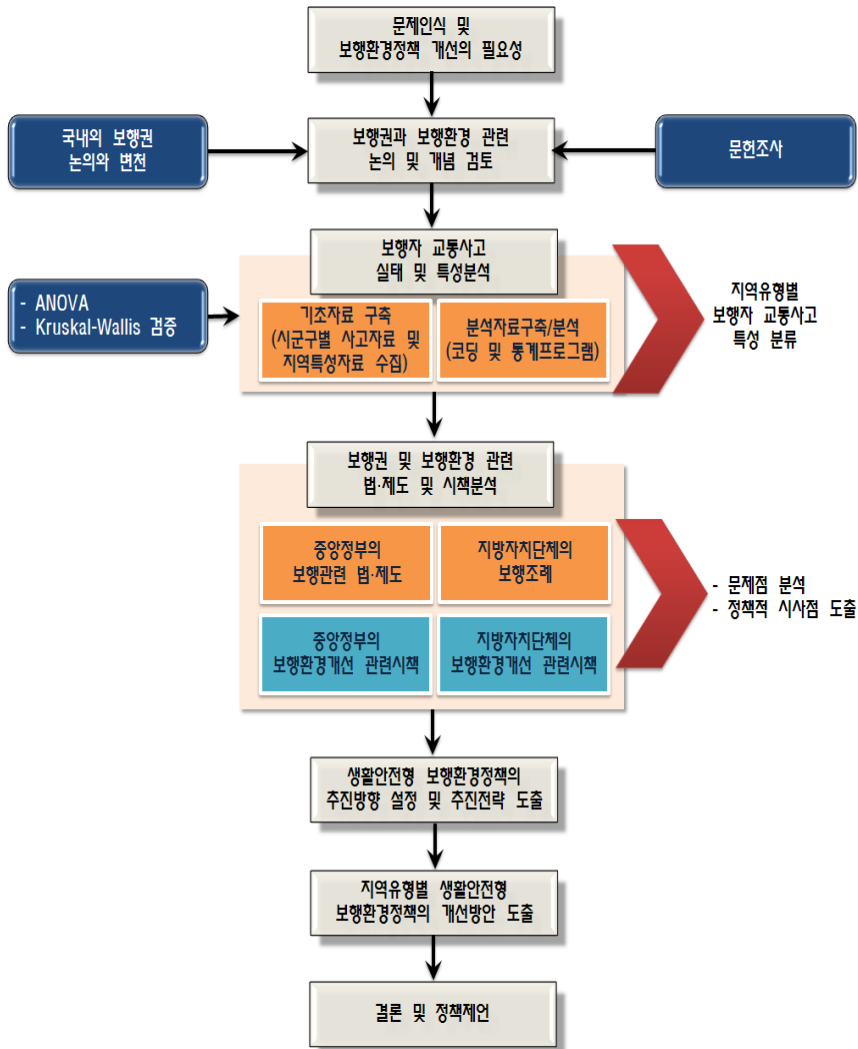 문제인식 및
보행환경정책 개선의 필요성
국내외 보행권
논의와 변천
보행권과 보행환경 관련
논의 및 개념 검토
문헌조사
보행자 교통사고
실태 및 특성분석
- ANOVA
- Kruskal-Wallis 검증
기초자료 구축
(시군구별 사고자료 및
지역특성자료 수집)
분석자료구축/분석
(코딩 및 통계프로그램)
지역유형별
보행자 교통사고
특성 분류
보행권 및 보행환경 관련
법·제도 및 시책분석
중앙정부의
보행관련 법·제도
지방자치단체의
보행조례
중앙정부의
보행환경개선 관련시책
지방자치단체의
보행환경개선 관련시책
- 문제점 분석
- 정책적 시사점 도출
생활안전형 보행환경정책의
추진방향 설정 및 추진전략 도출
지역유형별 생활안전형
보행환경정책의 개선방안 도출
결론 및 정책제언